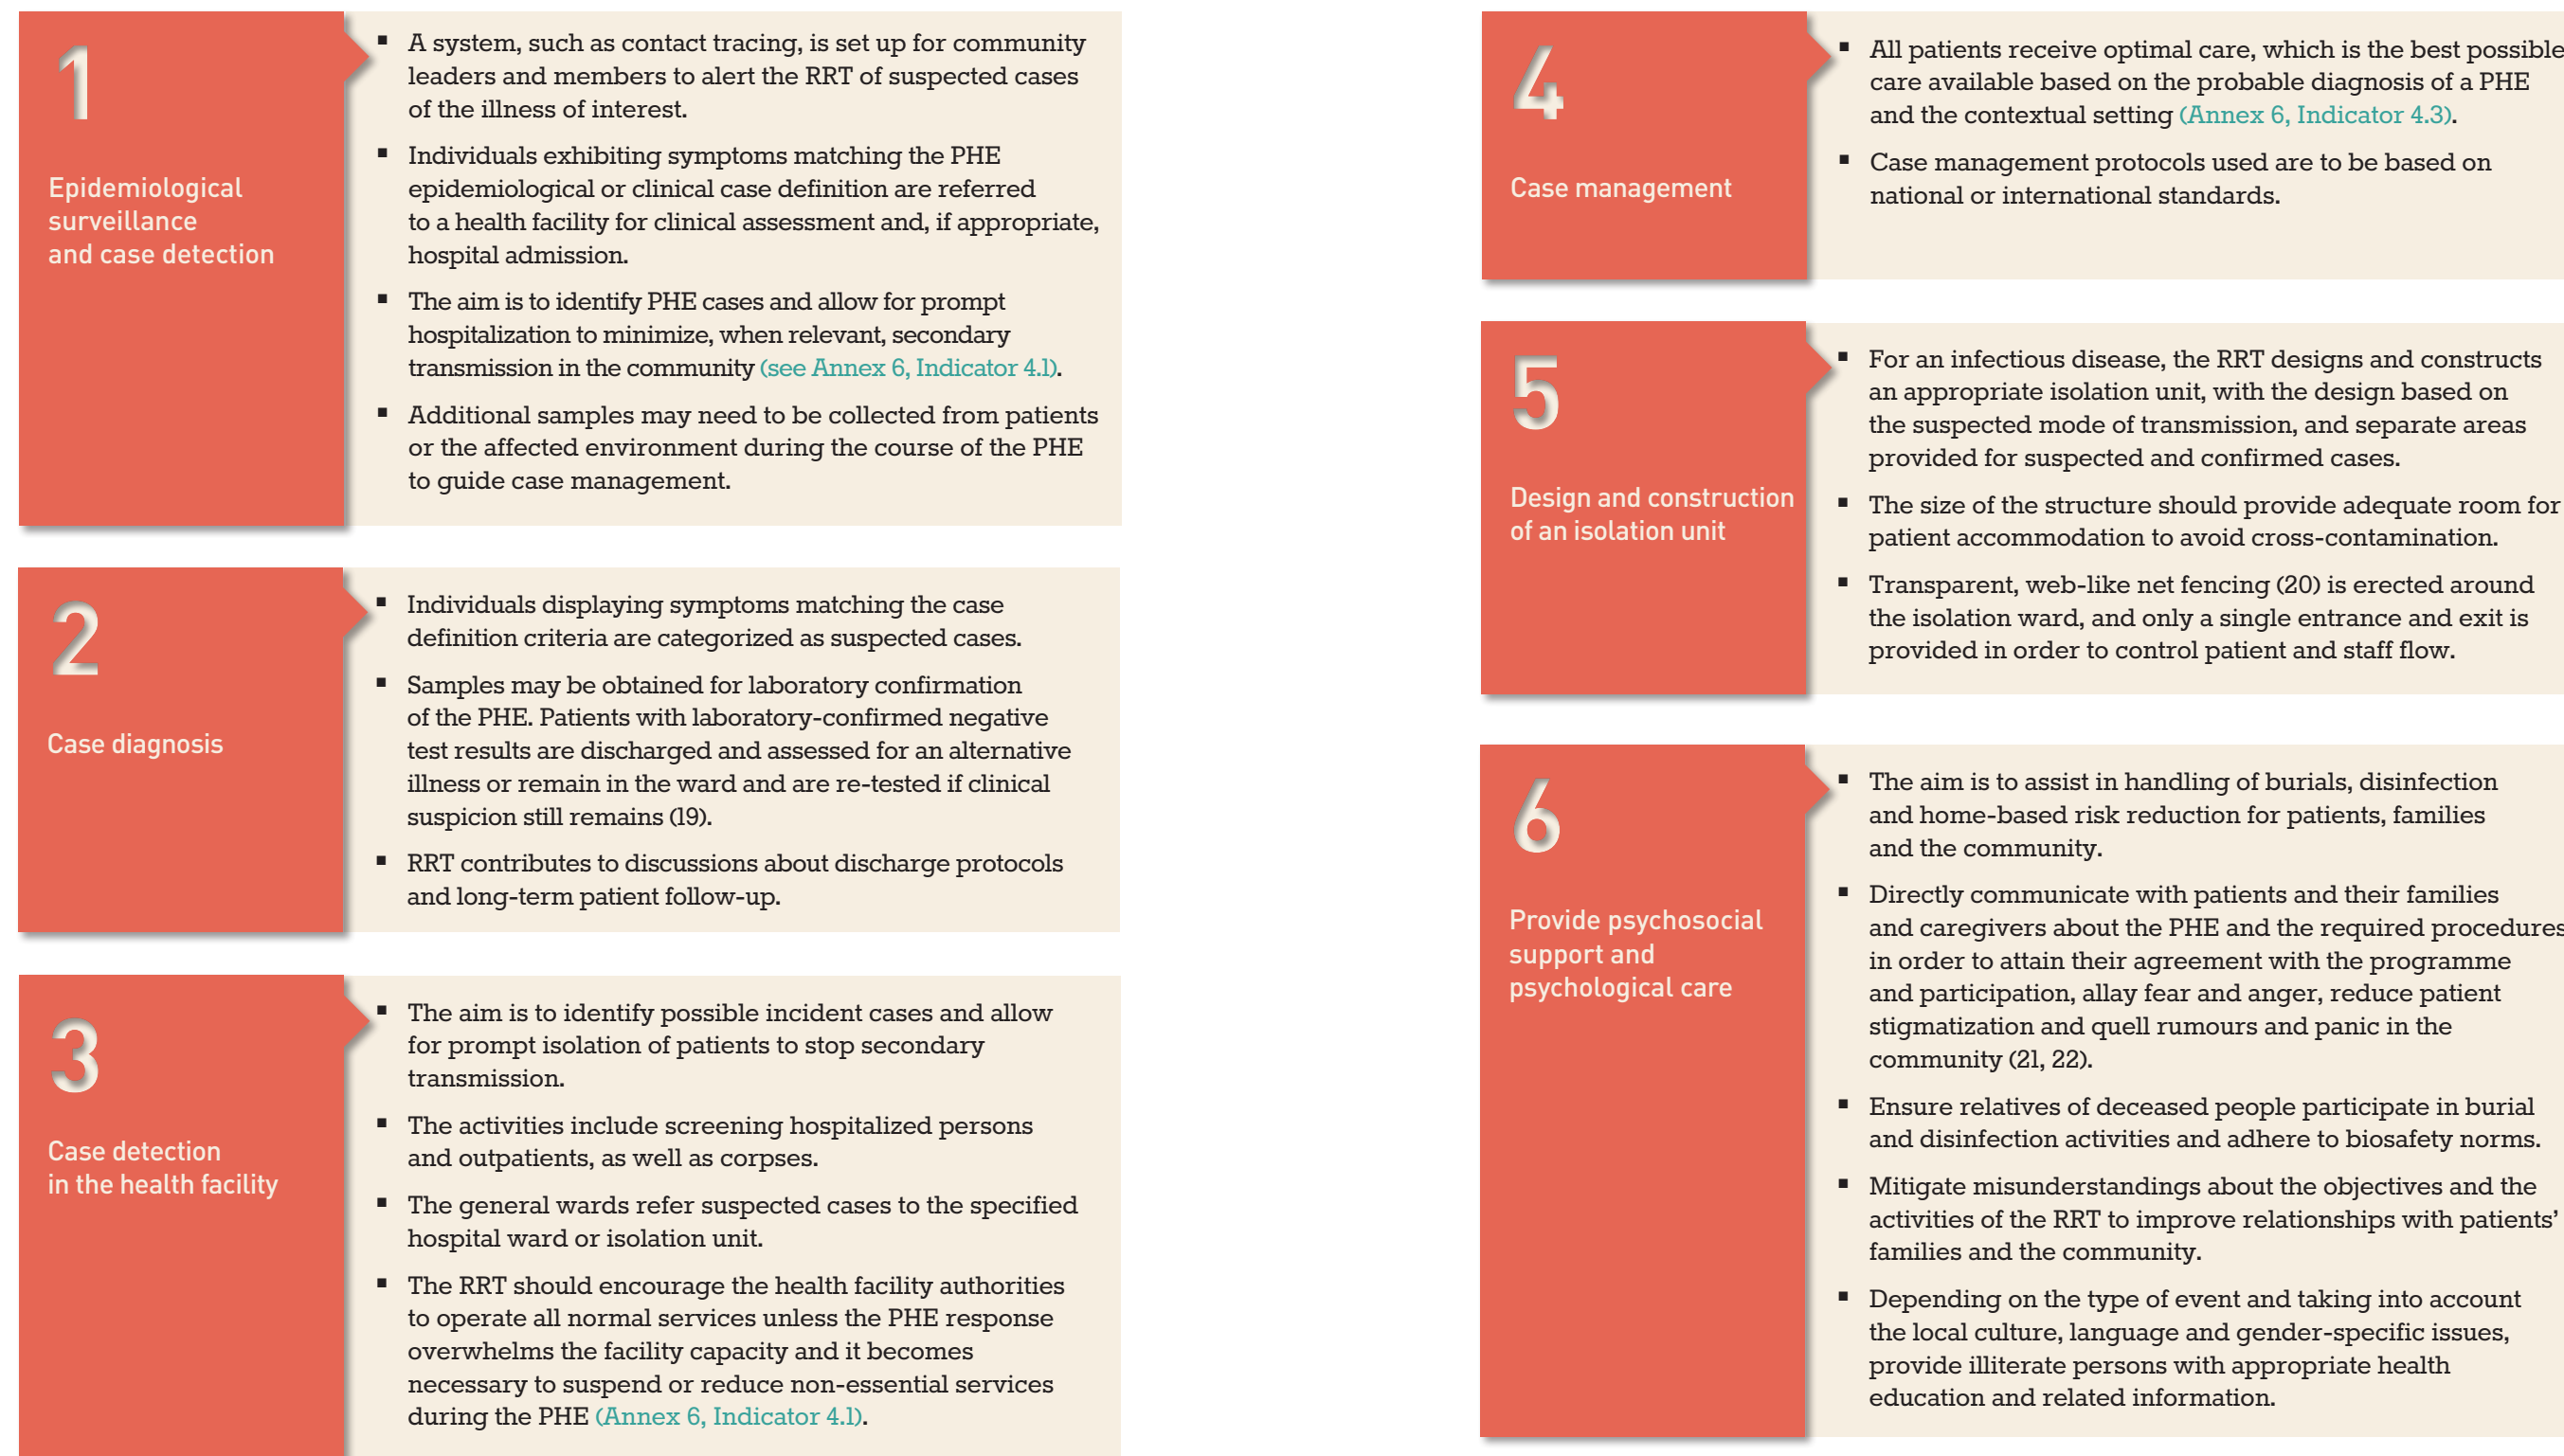 1
Epidemiological
surveillance
and case detection
▪ A system, such as contact tracing, is set up for community
leaders and members to alert the RRT of suspected cases
of the illness of interest.
▪ Individuals exhibiting symptoms matching the PHE
epidemiological or clinical case definition are referred
to a health facility for clinical assessment and, if appropriate,
hospital admission.
▪ The aim is to identify PHE cases and allow for prompt
hospitalization to minimize, when relevant, secondary
transmission in the community (see Annex 6, Indicator 4.1).
▪ Additional samples may need to be collected from patients
or the affected environment during the course of the PHE
to guide case management.
2
Case diagnosis
▪ Individuals displaying symptoms matching the case
definition criteria are categorized as suspected cases.
▪ Samples may be obtained for laboratory confirmation
of the PHE. Patients with laboratory-confirmed negative
test results are discharged and assessed for an alternative
illness or remain in the ward and are re-tested if clinical
suspicion still remains (19).
▪ RRT contributes to discussions about discharge protocols
and long-term patient follow-up.
3
Case detection
in the health facility
▪ The aim is to identify possible incident cases and allow
for prompt isolation of patients to stop secondary
transmission.
▪ The activities include screening hospitalized persons
and outpatients, as well as corpses.
▪ The general wards refer suspected cases to the specified
hospital ward or isolation unit.
▪ The RRT should encourage the health facility authorities
to operate all normal services unless the PHE response
overwhelms the facility capacity and it becomes
necessary to suspend or reduce non-essential services
during the PHE (Annex 6, Indicator 4.1).
4
Case management
▪ All patients receive optimal care, which is the best possible
care available based on the probable diagnosis of a PHE
and the contextual setting (Annex 6, Indicator 4.3).
▪ Case management protocols used are to be based on
national or international standards.
5
Design and construction
of an isolation unit
▪ For an infectious disease, the RRT designs and constructs
an appropriate isolation unit, with the design based on
the suspected mode of transmission, and separate areas
provided for suspected and confirmed cases.
▪ The size of the structure should provide adequate room for
patient accommodation to avoid cross-contamination.
▪ Transparent, web-like net fencing (20) is erected around
the isolation ward, and only a single entrance and exit is
provided in order to control patient and staff flow.
6
Provide psychosocial
support and
psychological care
▪ The aim is to assist in handling of burials, disinfection
and home-based risk reduction for patients, families
and the community.
▪ Directly communicate with patients and their families
and caregivers about the PHE and the required procedures
in order to attain their agreement with the programme
and participation, allay fear and anger, reduce patient
stigmatization and quell rumours and panic in the
community (21, 22).
▪ Ensure relatives of deceased people participate in burial
and disinfection activities and adhere to biosafety norms.
▪ Mitigate misunderstandings about the objectives and the
activities of the RRT to improve relationships with patients’
families and the community.
▪ Depending on the type of event and taking into account
the local culture, language and gender-specific issues,
provide illiterate persons with appropriate health
education and related information.